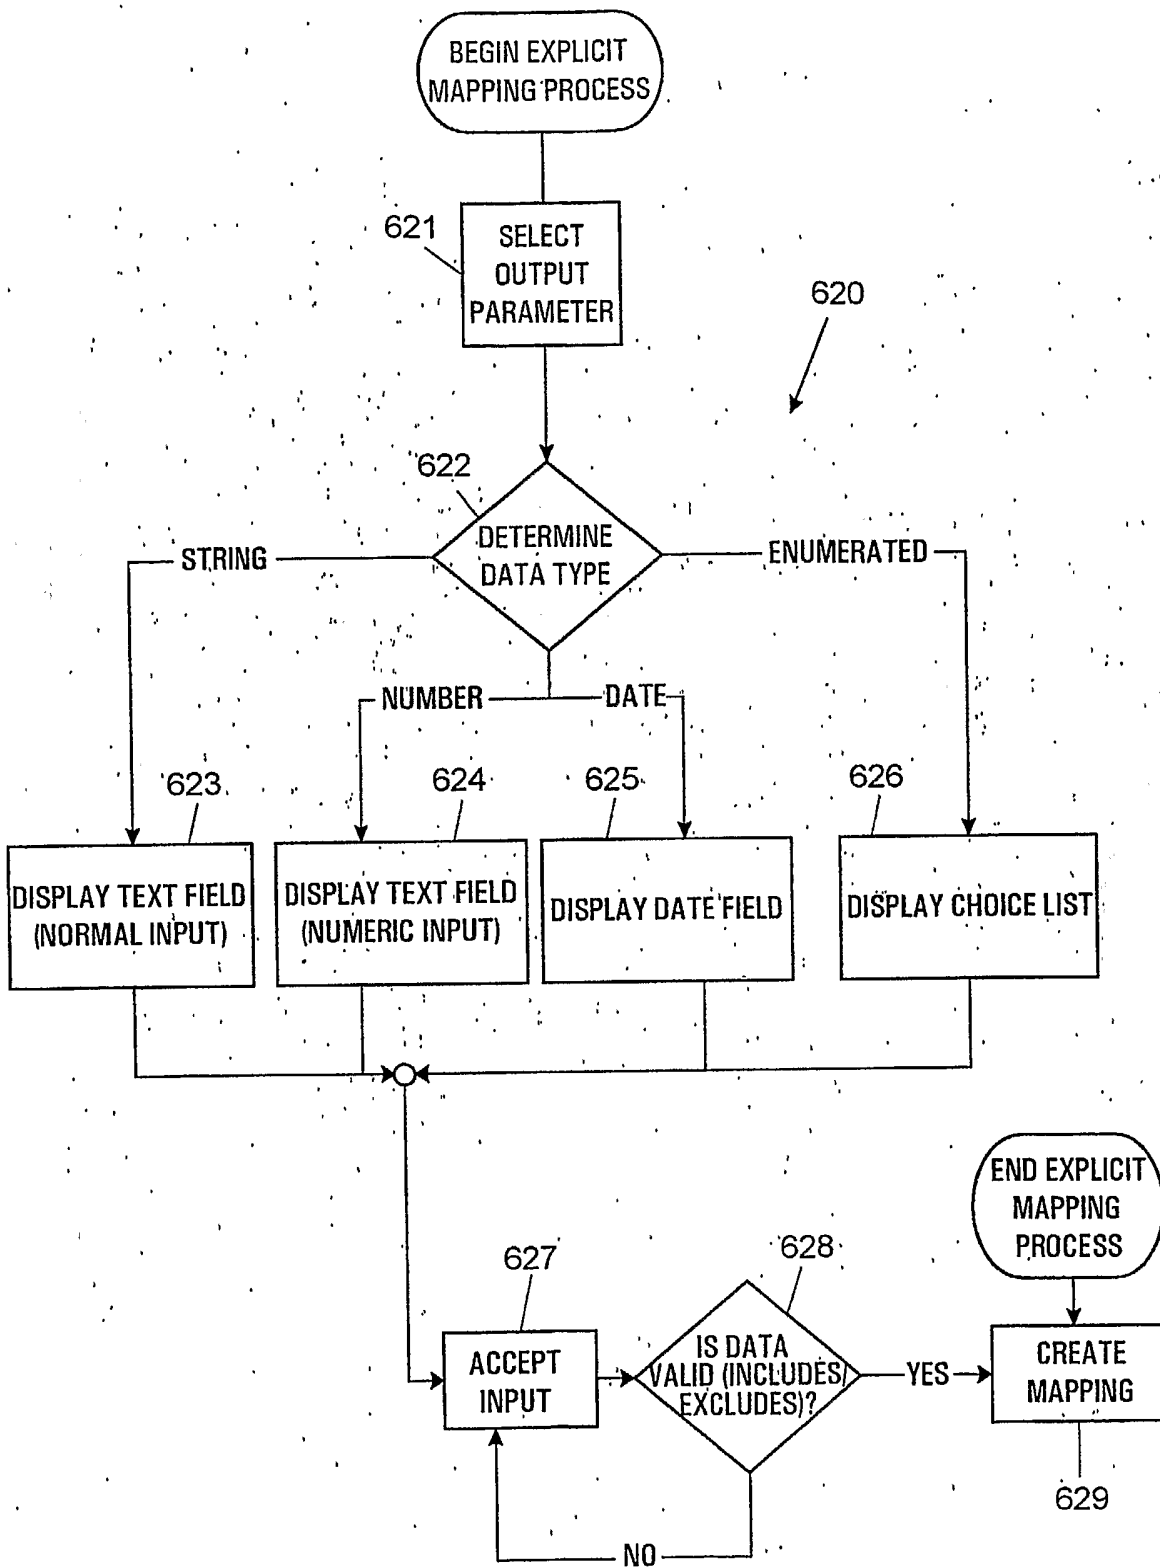 BEGIN EXPLICIT
MAPPING PROCESS
621
SELECT
OUTPUT
PARAMETER
620
622
DETERMINE
DATA TYPE
STRING
ENUMERATED
NUMBER
DATE
623
624
625
626
DISPLAY TEXT FIELD
(NORMAL INPUT)
DISPLAY TEXT FIELD
(NUMERIC INPUT)
DISPLAY DATE FIELD
DISPLAY CHOICE LIST
END EXPLICIT
MAPPING
PROCESS
627
628
ACCEPT
INPUT
IS DATA
VALID (INCLUDES/
EXCLUDES)?
YES
CREATE
MAPPING
629
NO